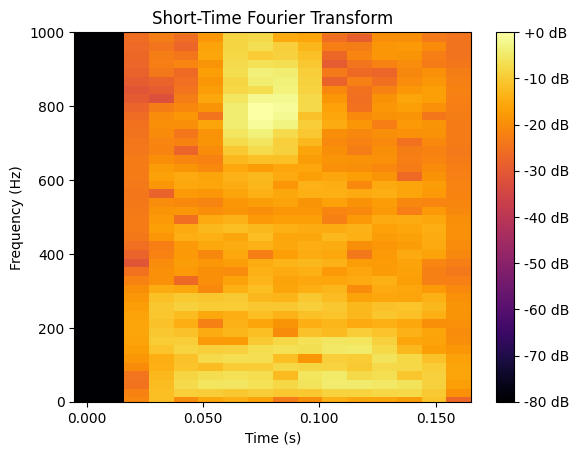 Short-Time Fourier Transform
1000
800
600
400
200
0
Frequency (Hz)
0.000
0.050
0.100
0.150
Time (s)
+0 dB
-10 dB
-20 dB
-30 dB
-40 dB
-50 dB
-60 dB
-70 dB
-80 dB